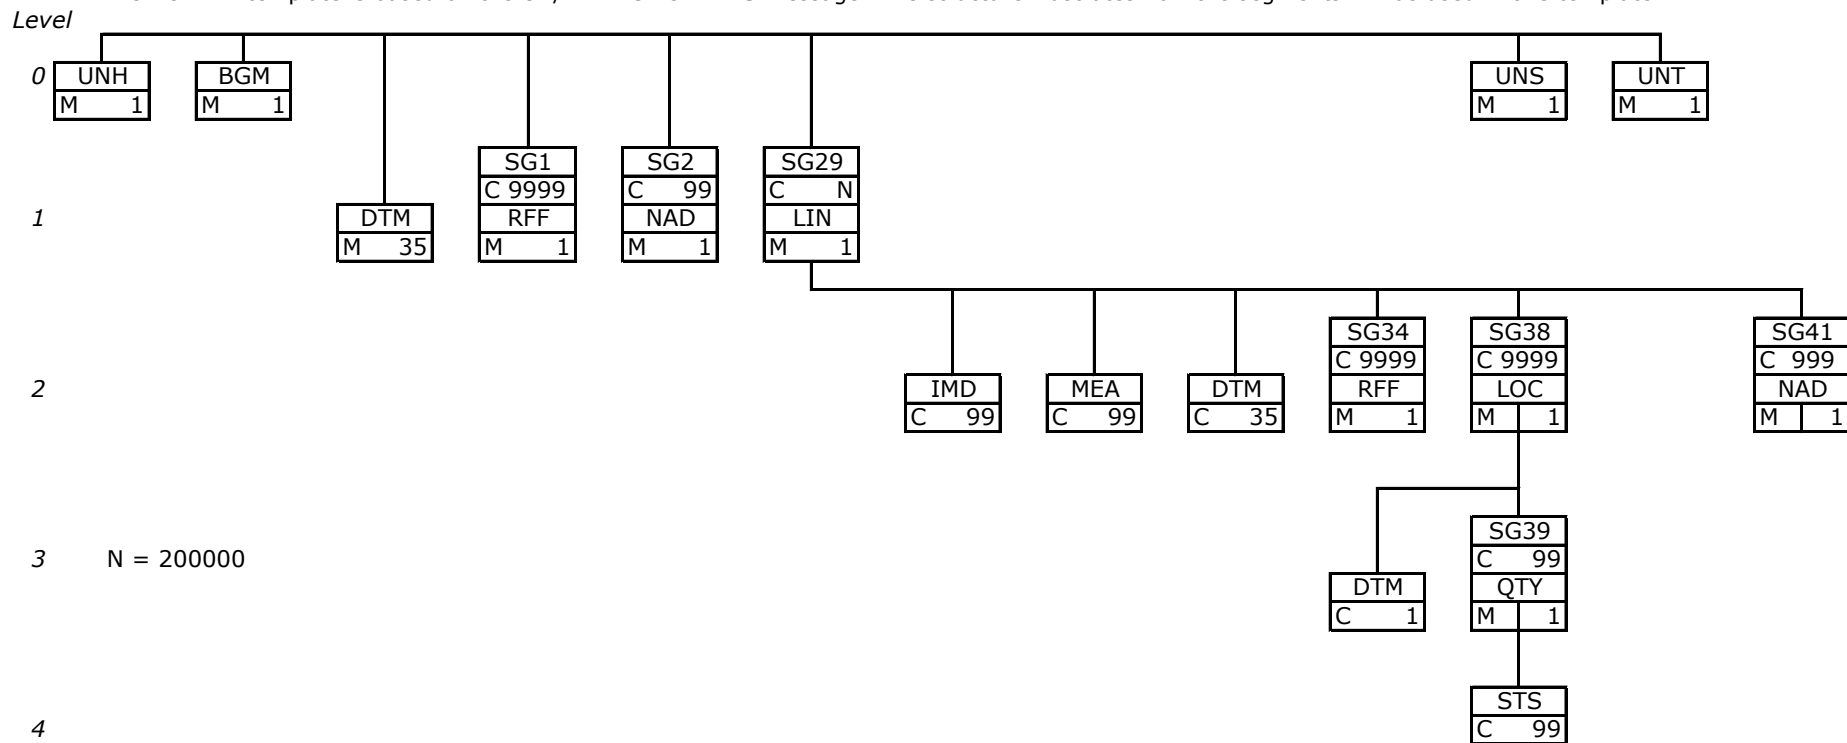 Level
0 UNH BGM UNS UNT
M 1 M 1 M 1 M 1
SG1 SG2 SG29
C 9999 C 99 C N
1 DTM RFF NAD LIN
M 35 M 1 M 1 M 1
SG34 SG38 SG41
C 9999 C 9999 C 999
2 IMD MEA DTM RFF LOC NAD
C 99 C 99 C 35 M 1 M 1 M 1
SG39
3 N = 200000 C 99
DTM QTY
C 1 M 1
STS
4 C 99